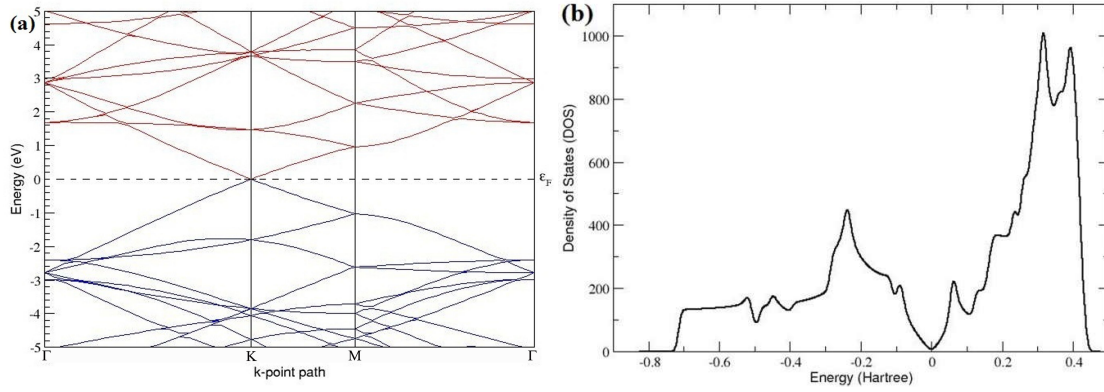 (a)
5
4
3
2
1
0
-1
-2
-3
-4
-5
Energy (eV)
ε_F
Γ K M Γ
k-point path
(b)
1000
800
600
400
200
0
Density of States (DOS)
-0.8 -0.6 -0.4 -0.2 0 0.2 0.4
Energy (Hartree)